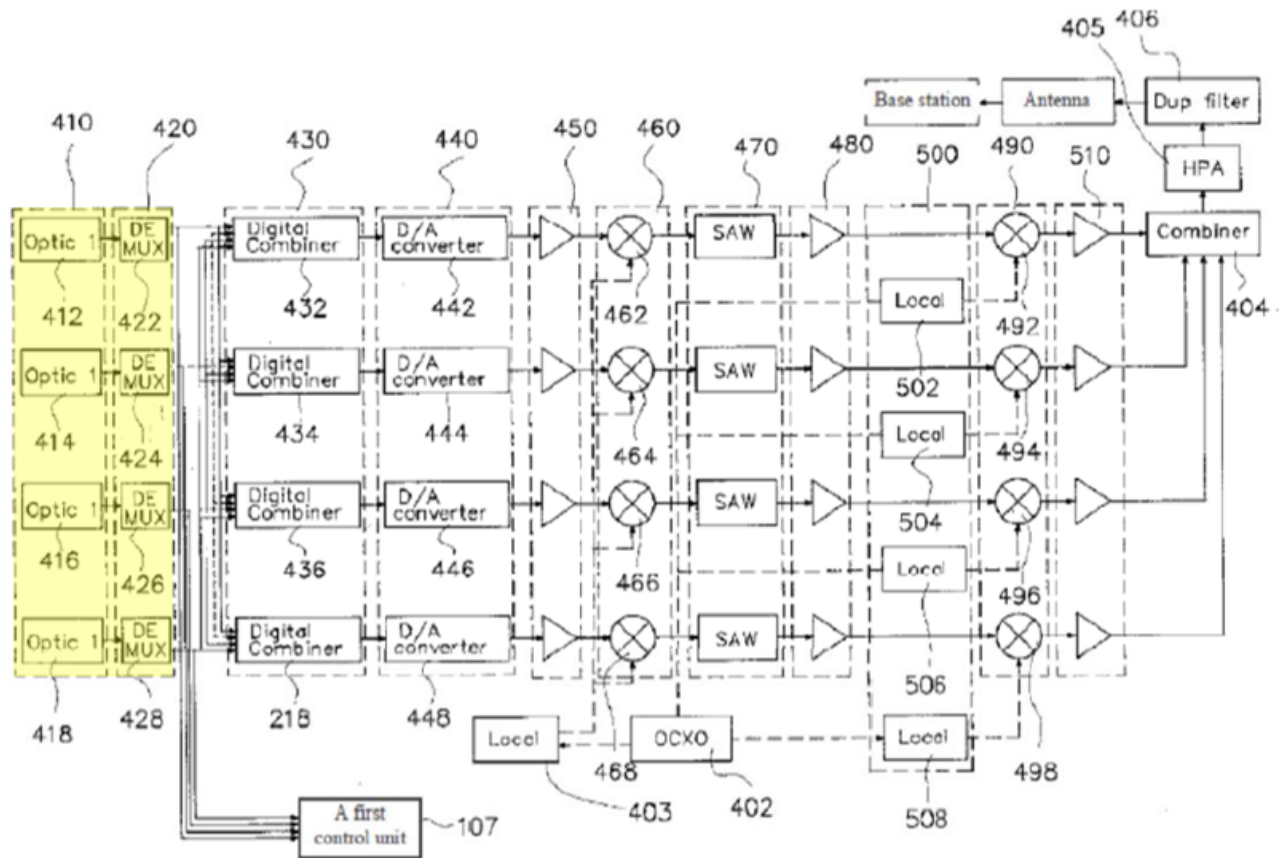 406
405
Base station
Antenna
Dup filter
410
420
430
440
450
460
470
480
500
490
510
HPA
Optic 1
DE
MUX
Digital
Combiner
D/A
converter
SAW
Combiner
412
422
432
442
462
Local
492
404
502
Optic 1
DE
MUX
Digital
Combiner
D/A
converter
SAW
414
424
434
444
464
Local
494
504
Optic 1
DE
MUX
Digital
Combiner
D/A
converter
SAW
416
426
436
446
466
Local
496
506
Optic 1
DE
MUX
Digital
Combiner
D/A
converter
SAW
418
428
218
448
468
Local
OCXO
Local
498
403
402
508
A first
control unit
107